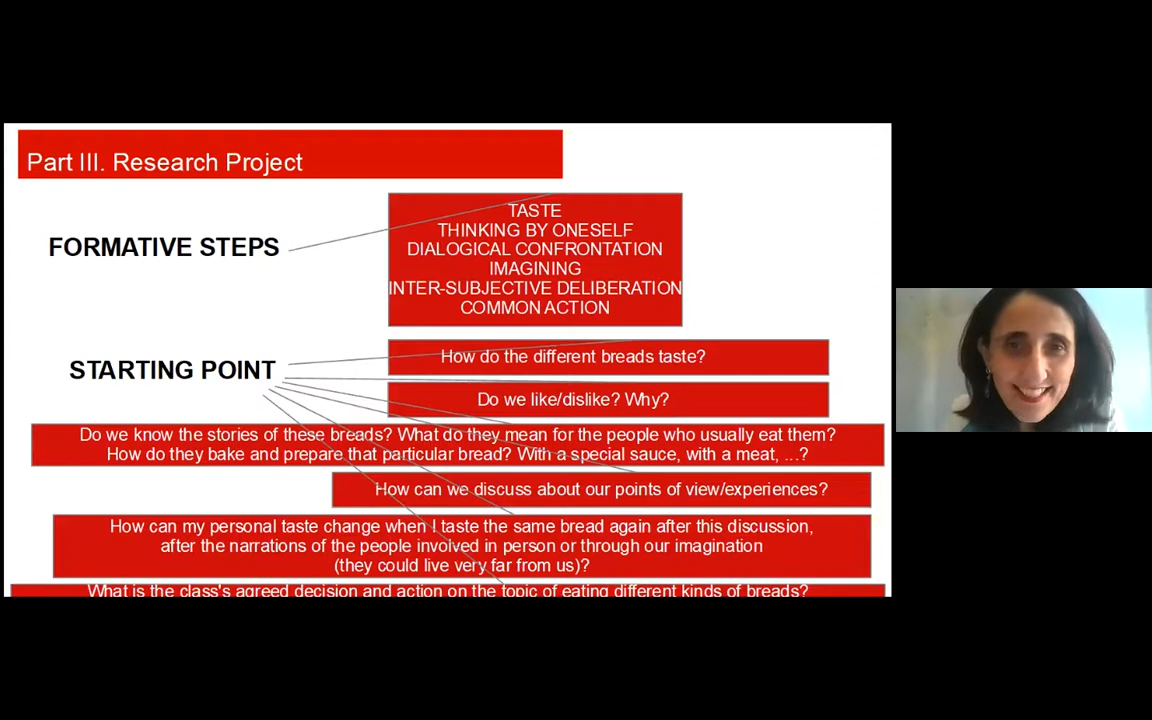 Part III. Research Project
FORMATIVE STEPS
TASTE
THINKING BY ONESELF
DIALOGICAL CONFRONTATION
IMAGINING
INTER-SUBJECTIVE DELIBERATION
COMMON ACTION
STARTING POINT
How do the different breads taste?
Do we like/dislike? Why?
Do we know the stories of these breads? What do they mean for the people who usually eat them?
How do they bake and prepare that particular bread? With a special sauce, with a meat, ...?
How can we discuss about our points of view/experiences?
How can my personal taste change when I taste the same bread again after this discussion,
after the narrations of the people involved in person or through our imagination
(they could live very far from us)?
What is the class's agreed decision and action on the topic of eating different kinds of breads?